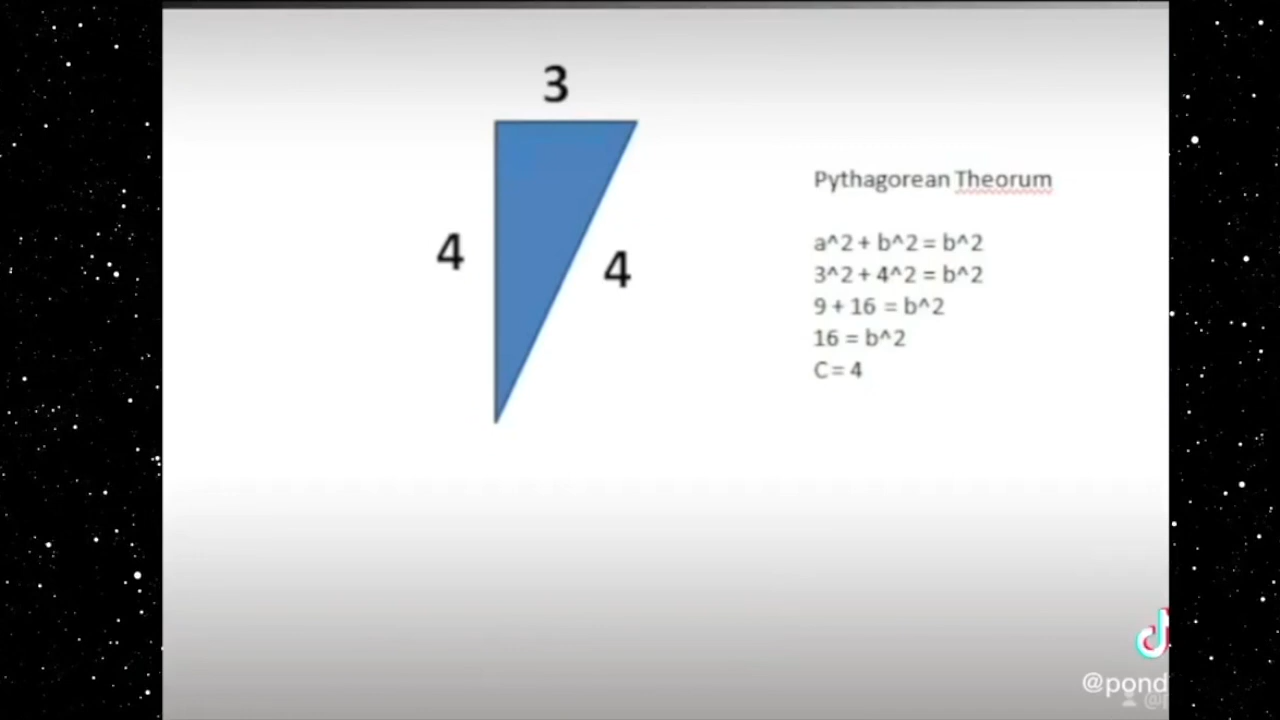 3
4
4
Pythagorean Theorum
a^2 + b^2 = b^2
3^2 + 4^2 = b^2
9 + 16 = b^2
16 = b^2
C = 4
@pond